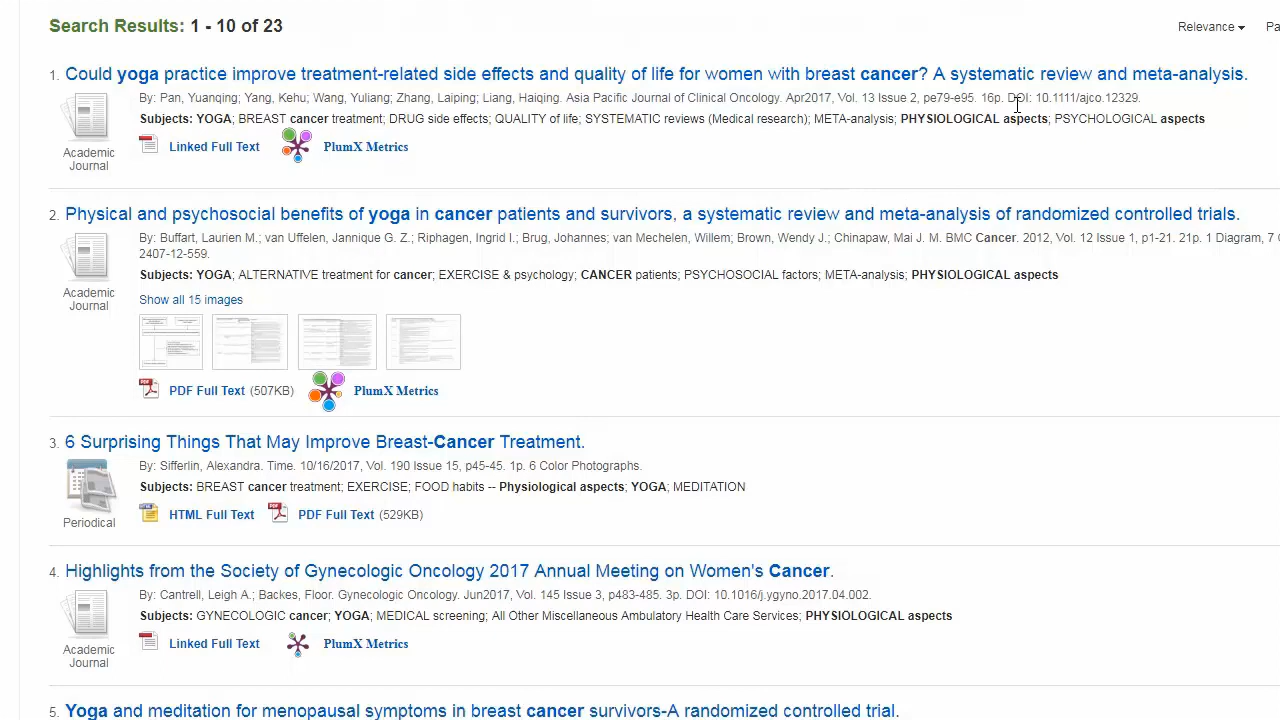 Search Results: 1 - 10 of 23
Relevance
Pa
1. Could yoga practice improve treatment-related side effects and quality of life for women with breast cancer? A systematic review and meta-analysis.
By: Pan, Yuanqing; Yang, Kehu; Wang, Yuliang; Zhang, Laiping; Liang, Haiqing. Asia Pacific Journal of Clinical Oncology. Apr2017, Vol. 13 Issue 2, pe79-e95. 16p. DOI: 10.1111/ajco.12329.
Subjects: YOGA; BREAST cancer treatment; DRUG side effects; QUALITY of life; SYSTEMATIC reviews (Medical research); META-analysis; PHYSIOLOGICAL aspects; PSYCHOLOGICAL aspects
Academic
Journal
Linked Full Text
PlumX Metrics
2. Physical and psychosocial benefits of yoga in cancer patients and survivors, a systematic review and meta-analysis of randomized controlled trials.
By: Buffart, Laurien M.; van Uffelen, Jannique G. Z.; Riphagen, Ingrid I.; Brug, Johannes; van Mechelen, Willem; Brown, Wendy J.; Chinapaw, Mai J. M. BMC Cancer. 2012, Vol. 12 Issue 1, p1-21. 21p. 1 Diagram, 7
2407-12-559.
Subjects: YOGA; ALTERNATIVE treatment for cancer; EXERCISE & psychology; CANCER patients; PSYCHOSOCIAL factors; META-analysis; PHYSIOLOGICAL aspects
Academic
Journal
Show all 15 images
PDF Full Text (507KB)
PlumX Metrics
3. 6 Surprising Things That May Improve Breast-Cancer Treatment.
By: Sifferlin, Alexandra. Time. 10/16/2017, Vol. 190 Issue 15, p45-45. 1p. 6 Color Photographs.
Subjects: BREAST cancer treatment; EXERCISE; FOOD habits -- Physiological aspects; YOGA; MEDITATION
Periodical
HTML Full Text
PDF Full Text (529KB)
4. Highlights from the Society of Gynecologic Oncology 2017 Annual Meeting on Women's Cancer.
By: Cantrell, Leigh A.; Backes, Floor. Gynecologic Oncology. Jun2017, Vol. 145 Issue 3, p483-485. 3p. DOI: 10.1016/j.ygyno.2017.04.002.
Subjects: GYNECOLOGIC cancer; YOGA; MEDICAL screening; All Other Miscellaneous Ambulatory Health Care Services; PHYSIOLOGICAL aspects
Academic
Journal
Linked Full Text
PlumX Metrics
5. Yoga and meditation for menopausal symptoms in breast cancer survivors-A randomized controlled trial.